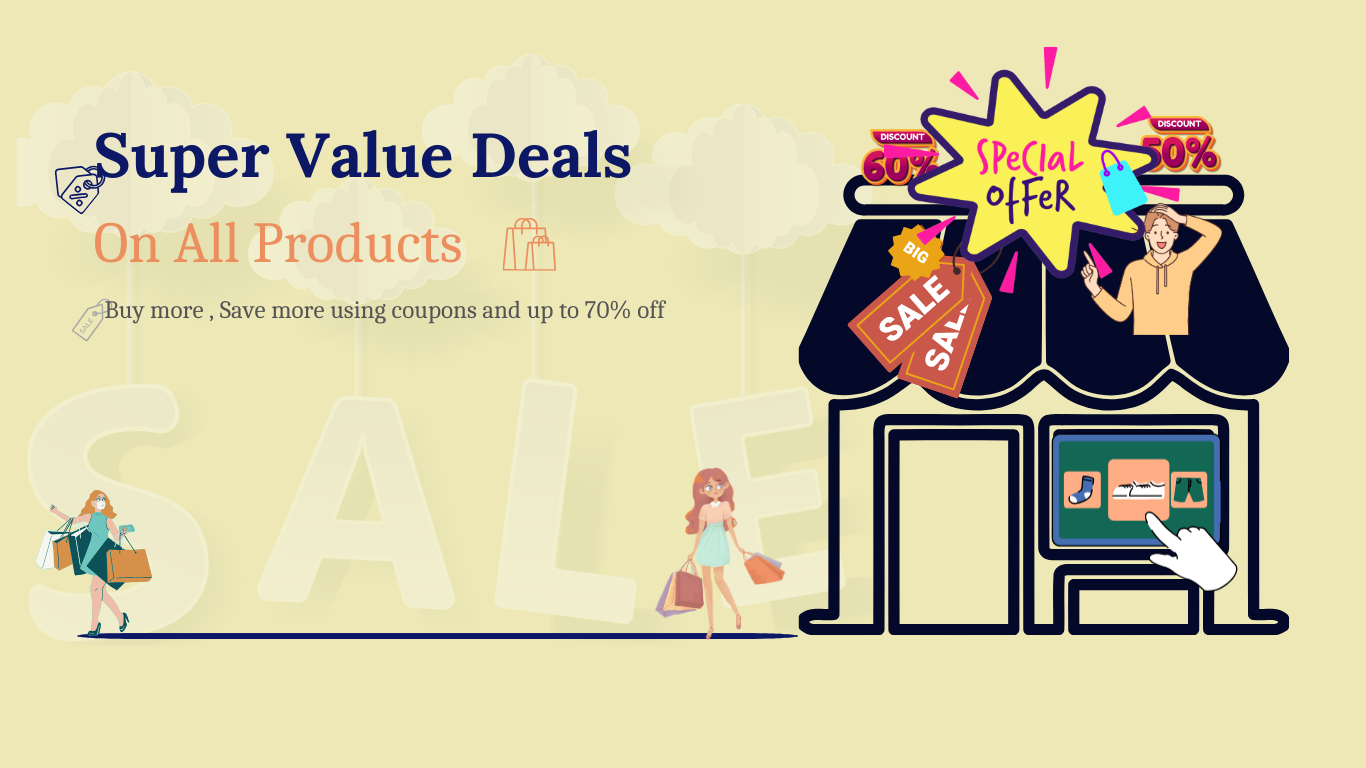 Super Value Deals
On All Products
SALE
Buy more , Save more using coupons and up to 70% off
SALE
DISCOUNT
60%
DISCOUNT
50%
SPeCIaL
OfFeR
BIG
SALE
SALE